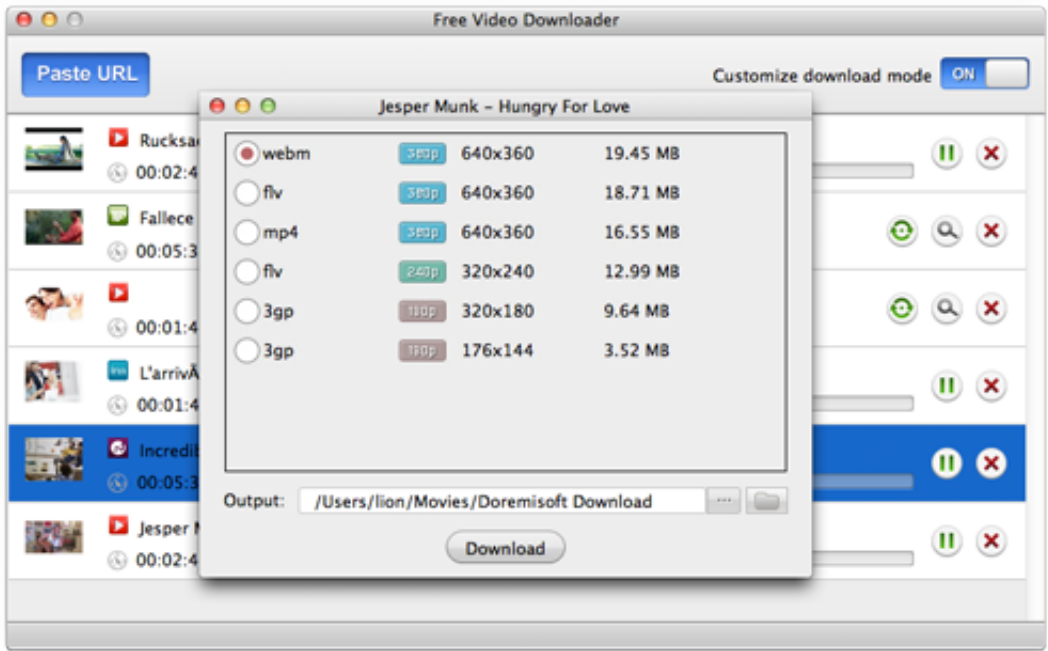 Free Video Downloader
Paste URL
Customize download mode ON
Jesper Munk – Hungry For Love
webm 360p 640x360 19.45 MB
flv 360p 640x360 18.71 MB
mp4 360p 640x360 16.55 MB
flv 240p 320x240 12.99 MB
3gp 320x180 9.64 MB
3gp 176x144 3.52 MB
Output: /Users/lion/Movies/Doremisoft Download ...
Download
Rucksa
00:02:4
Fallece
00:05:3
00:01:4
L'arrivÃ
00:01:4
Incredib
00:05:3
Jesper M
00:02:4